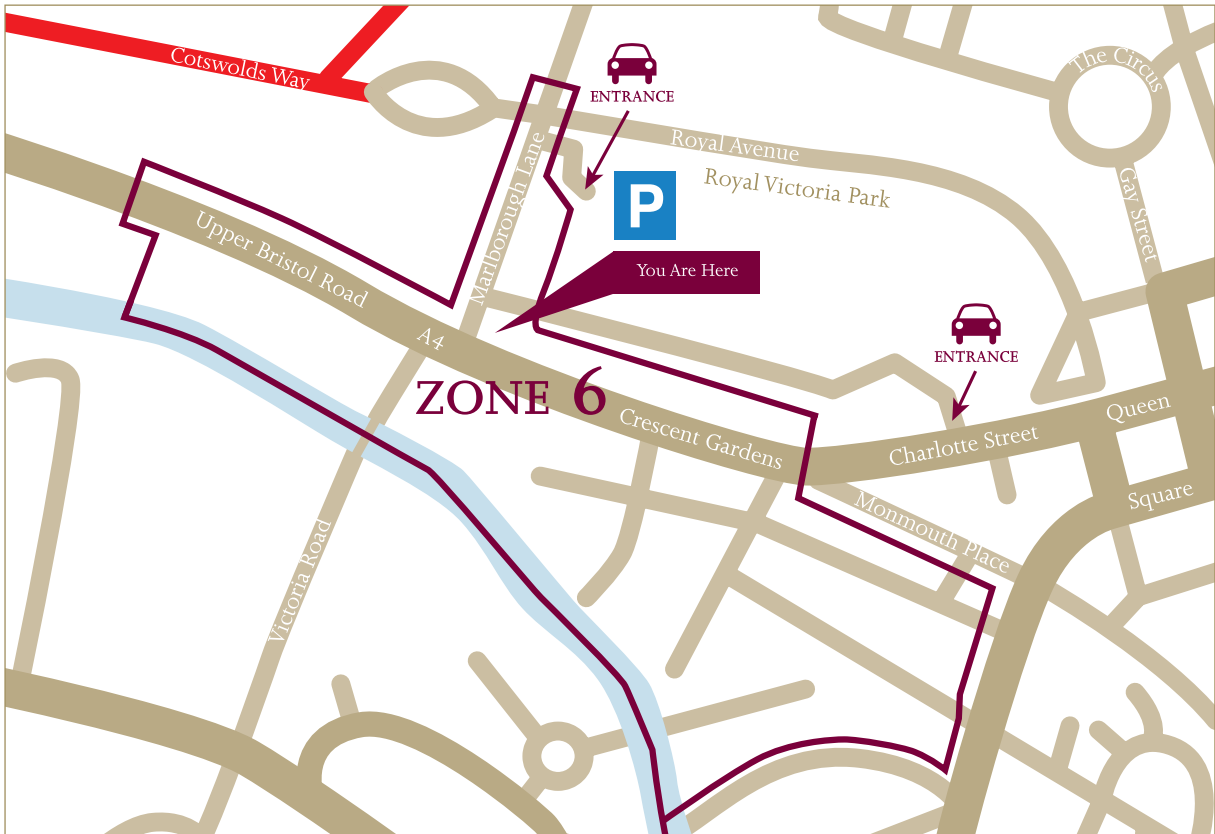 Cotswolds Way
The Circus
ENTRANCE
Royal Avenue
Royal Victoria Park
Gay Street
Marlborough Lane
P
Upper Bristol Road
You Are Here
A4
ENTRANCE
ZONE 6
Crescent Gardens
Charlotte Street
Queen
Square
Monmouth Place
Victoria Road